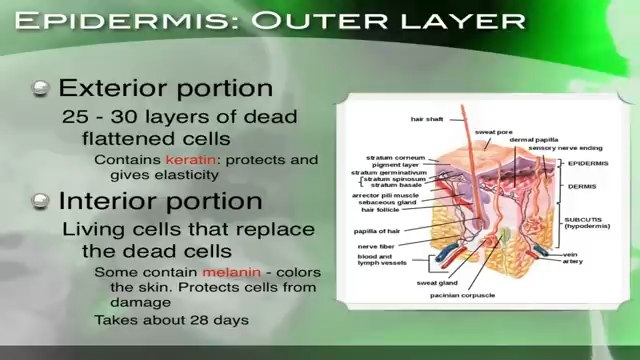 Epidermis: Outer layer
Exterior portion
25 - 30 layers of dead
flattened cells
Contains keratin: protects and
gives elasticity
Interior portion
Living cells that replace
the dead cells
Some contain melanin - colors
the skin. Protects cells from
damage
Takes about 28 days
hair shaft
sweat pore
dermal papilla
sensory nerve ending
stratum corneum
pigment layer
stratum germinativum
stratum spinosum
stratum basale
arrector pili muscle
sebaceous gland
hair follicle
papilla of hair
nerve fiber
blood and
lymph vessels
sweat gland
pacinian corpuscle
EPIDERMIS
DERMIS
SUBCUTIS
(hypodermis)
vein
artery